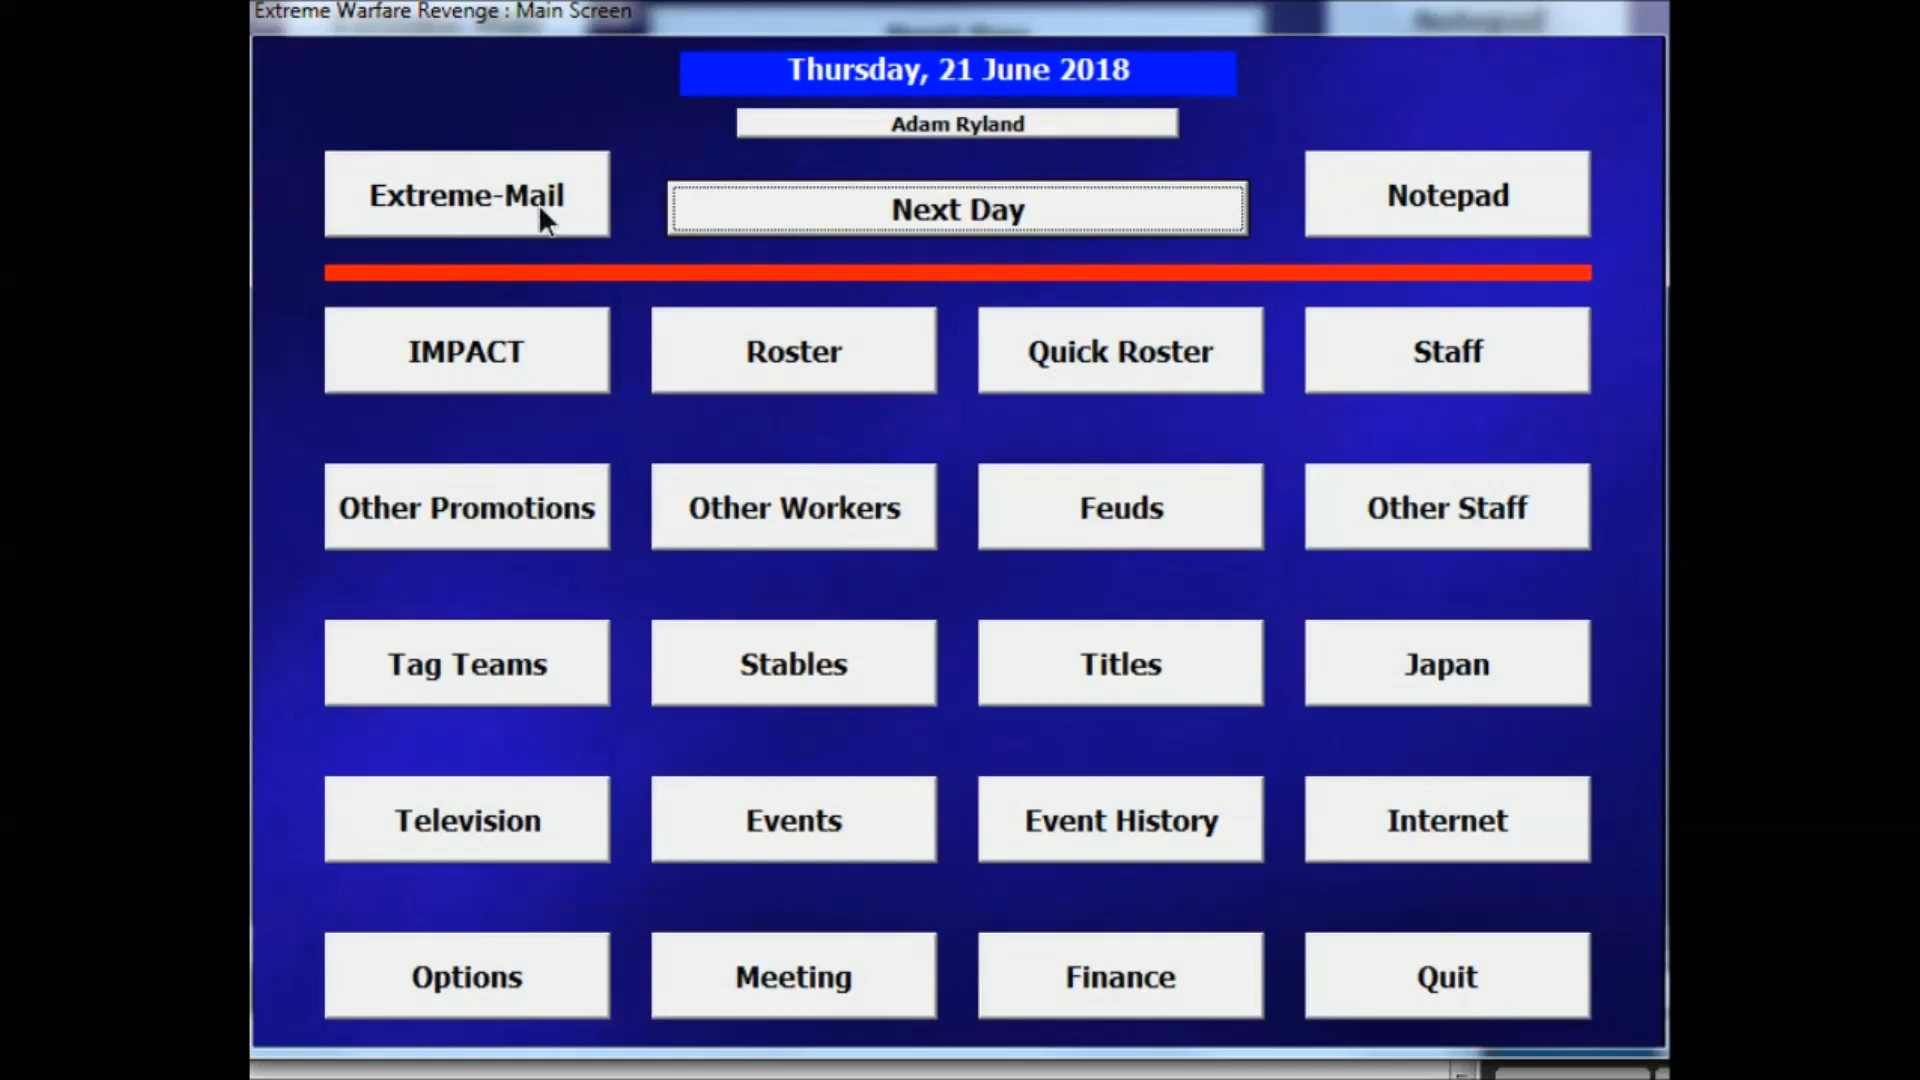 Extreme Warfare Revenge : Main Screen
Thursday, 21 June 2018
Adam Ryland
Extreme-Mail
Next Day
Notepad
IMPACT
Roster
Quick Roster
Staff
Other Promotions
Other Workers
Feuds
Other Staff
Tag Teams
Stables
Titles
Japan
Television
Events
Event History
Internet
Options
Meeting
Finance
Quit